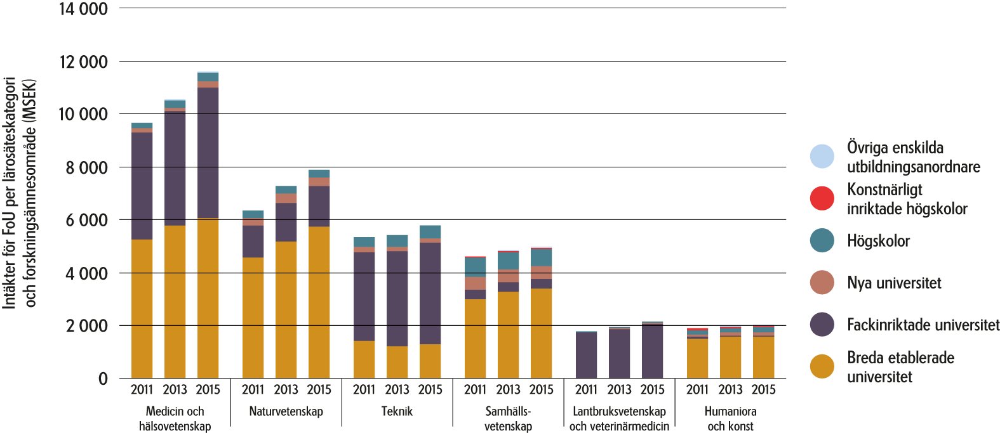 Intäkter för FoU per lärosäteskategori
och forskningsämnesområde (MSEK)
14 000
12 000
10 000
8 000
6 000
4 000
2 000
0
2011 2013 2015 2011 2013 2015 2011 2013 2015 2011 2013 2015 2011 2013 2015 2011 2013 2015
Medicin och
hälsovetenskap
Naturvetenskap
Teknik
Samhälls-
vetenskap
Lantbruksvetenskap
och veterinärmedicin
Humaniora
och konst
Övriga enskilda
utbildningsanordnare
Konstnärligt
inriktade högskolor
Högskolor
Nya universitet
Fackinriktade universitet
Breda etablerade
universitet